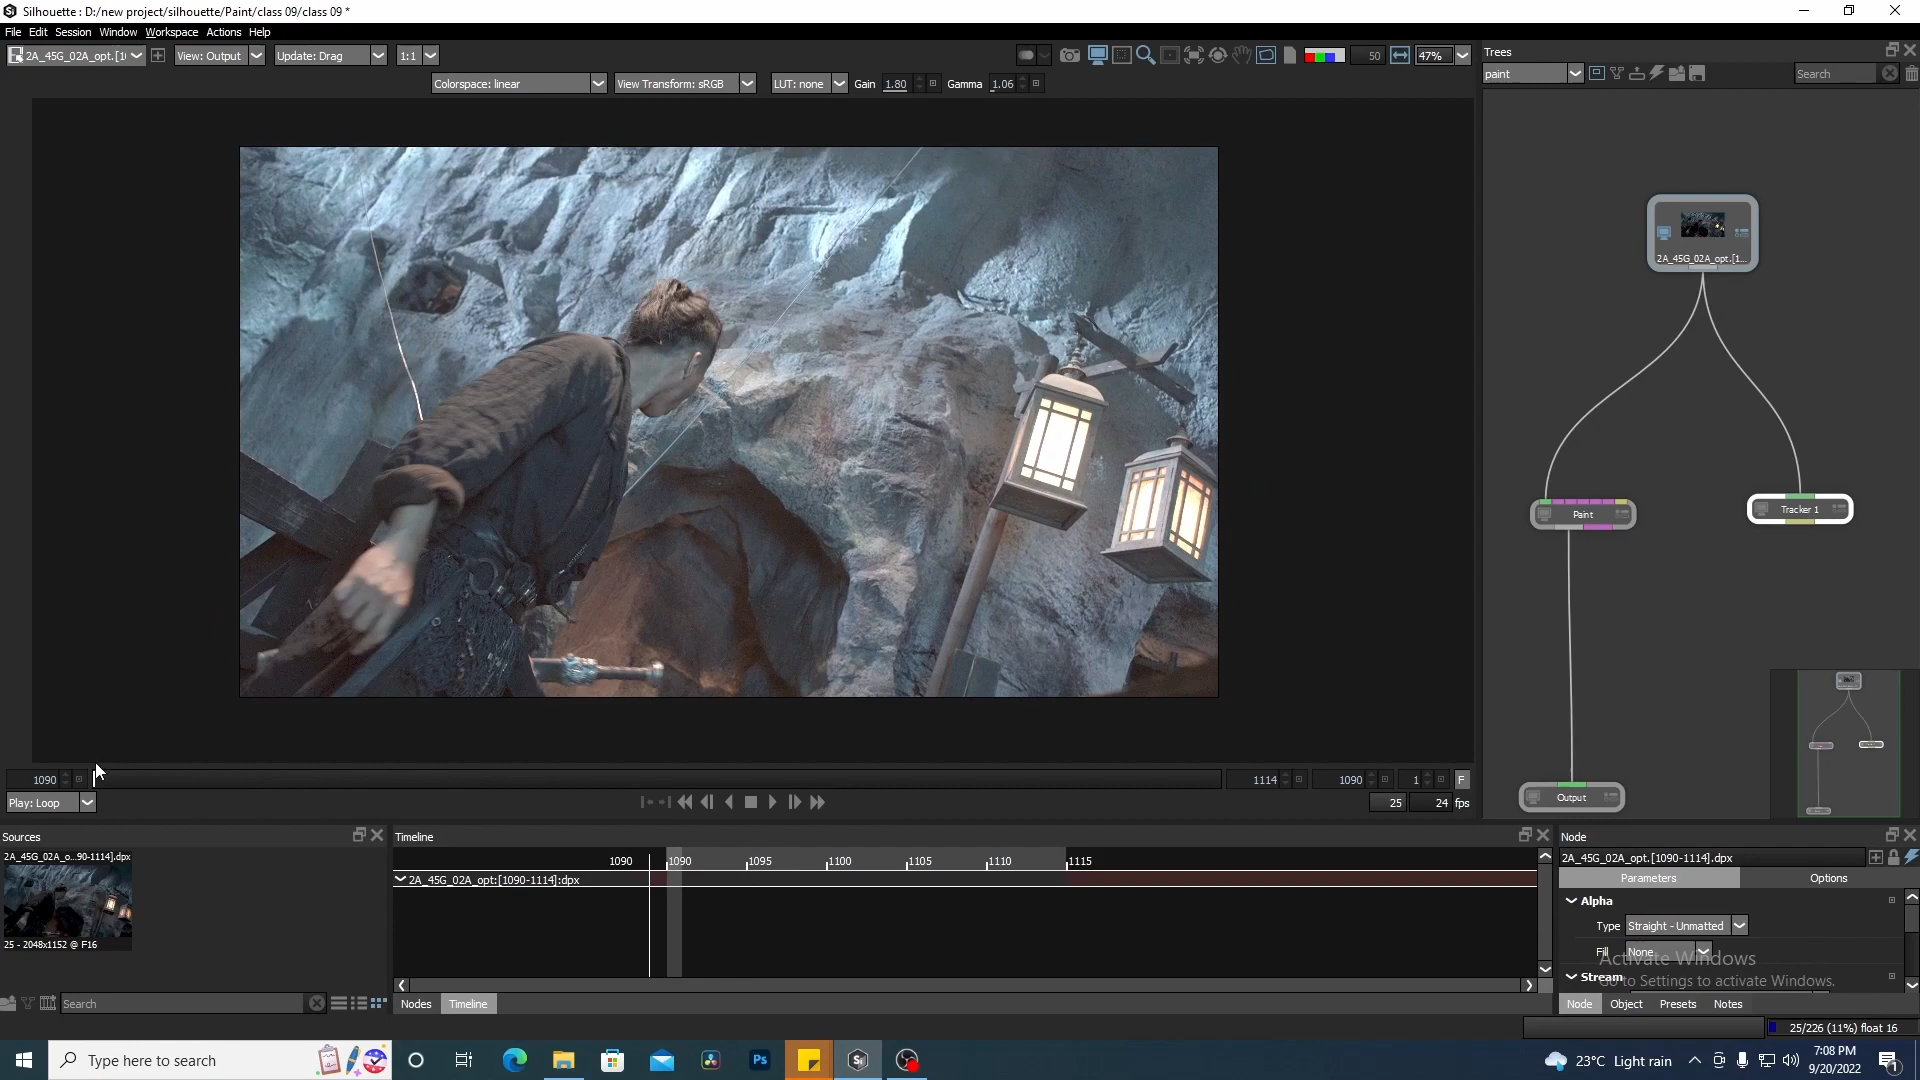 Silhouette : D:/new project/silhouette/Paint/class 09/class 09 *
File Edit Session Window Workspace Actions Help
2A_45G_02A_opt.[1( View: Output Update: Drag 1:1 50 47%
Colorspace: linear View Transform: sRGB LUT: none Gain 1.80 Gamma 1.06
Trees
paint Search
2A_45G_02A_opt.[1...
Paint
Tracker 1
Output
1090 1114 1090 1 F
Play: Loop 25 24 fps
Sources
2A_45G_02A_o...90-1114].dpx
25 - 2048x1152 @ F16
Search
Timeline
1090 1090 1095 1100 1105 1110 1115
2A_45G_02A_opt:[1090-1114]:dpx
Nodes Timeline
Node
2A_45G_02A_opt.[1090-1114].dpx
Parameters Options
Alpha
Type Straight - Unmatted
Fill None
Stream
Activate Windows
Go to Settings to activate Windows.
Node Object Presets Notes
25/226 (11%) float 16
Type here to search
Ps
Si
23°C Light rain
7:08 PM
9/20/2022
1